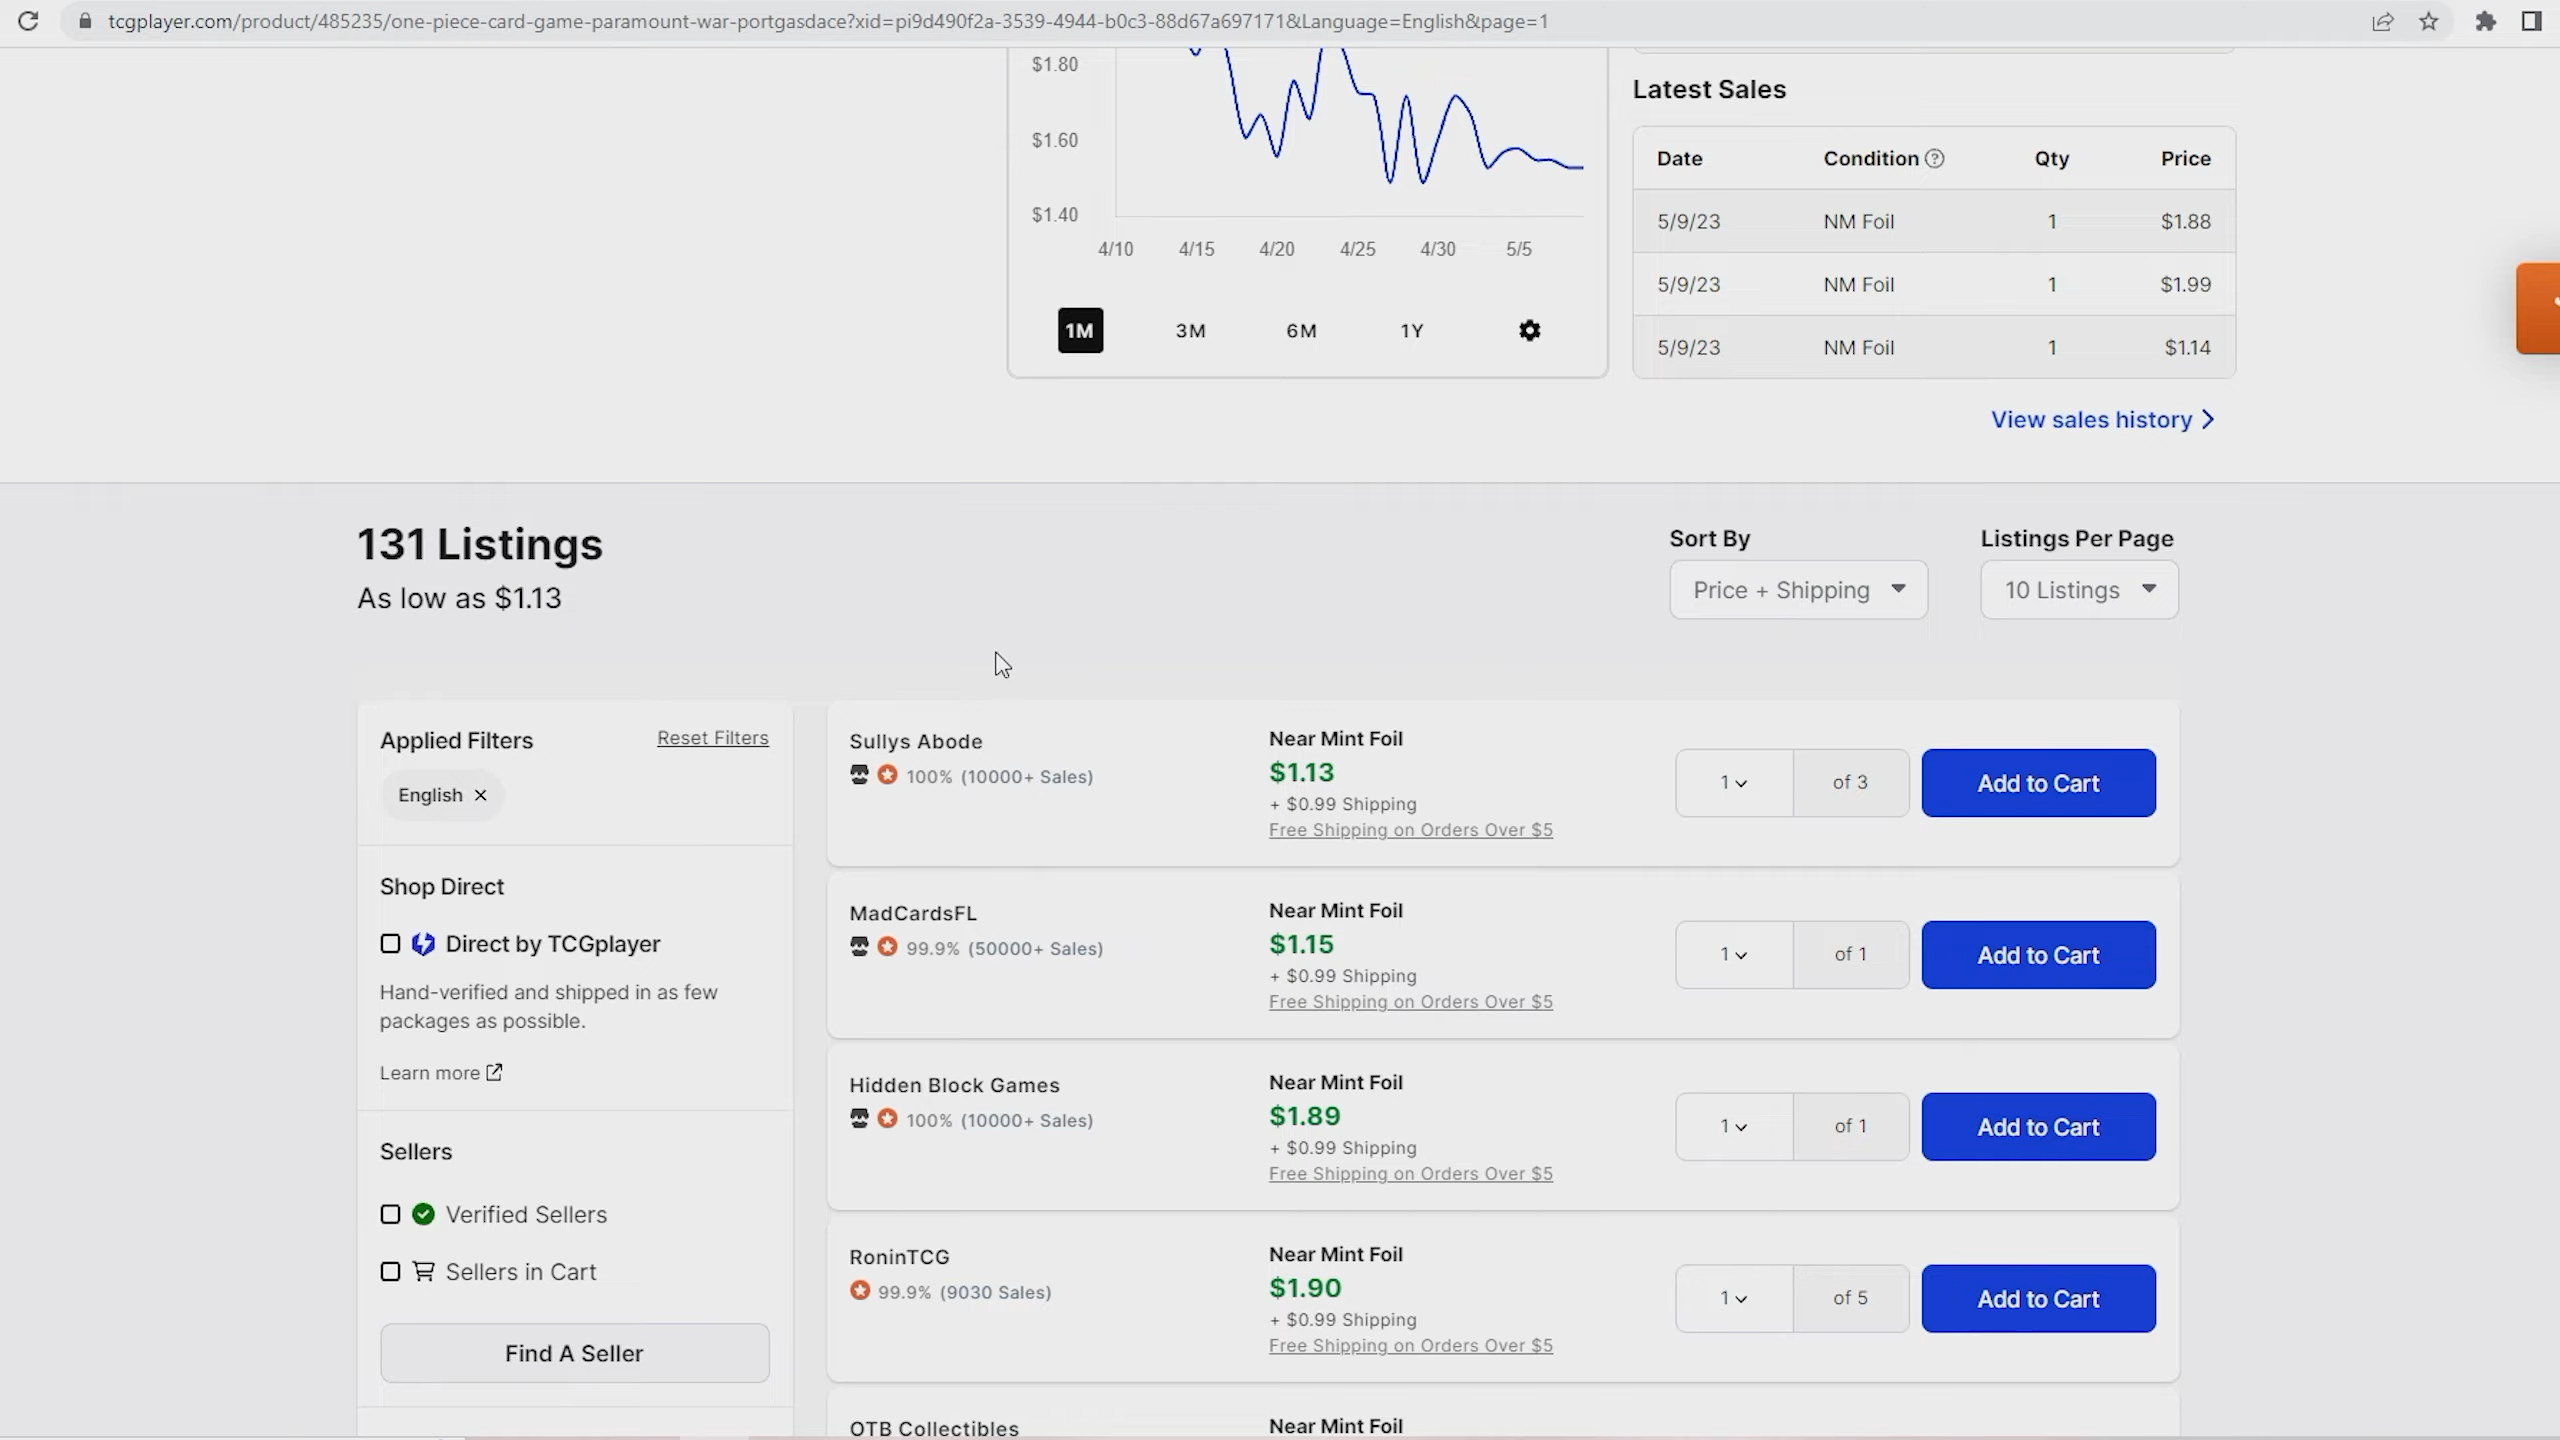 tcgplayer.com/product/485235/one-piece-card-game-paramount-war-portgasdace?xid=pi9d490f2a-3539-4944-b0c3-88d67a697171&Language=English&page=1
$1.80
$1.60
$1.40
4/10 4/15 4/20 4/25 4/30 5/5
1M 3M 6M 1Y
Latest Sales
Date Condition ? Qty Price
5/9/23 NM Foil 1 $1.88
5/9/23 NM Foil 1 $1.99
5/9/23 NM Foil 1 $1.14
View sales history
131 Listings
As low as $1.13
Sort By
Price + Shipping
Listings Per Page
10 Listings
Applied Filters Reset Filters
English
Shop Direct
Direct by TCGplayer
Hand-verified and shipped in as few
packages as possible.
Learn more
Sellers
Verified Sellers
Sellers in Cart
Find A Seller
Sullys Abode
100% (10000+ Sales)
Near Mint Foil
$1.13
+ $0.99 Shipping
Free Shipping on Orders Over $5
1 of 3 Add to Cart
MadCardsFL
99.9% (50000+ Sales)
Near Mint Foil
$1.15
+ $0.99 Shipping
Free Shipping on Orders Over $5
1 of 1 Add to Cart
Hidden Block Games
100% (10000+ Sales)
Near Mint Foil
$1.89
+ $0.99 Shipping
Free Shipping on Orders Over $5
1 of 1 Add to Cart
RoninTCG
99.9% (9030 Sales)
Near Mint Foil
$1.90
+ $0.99 Shipping
Free Shipping on Orders Over $5
1 of 5 Add to Cart
OTB Collectibles
Near Mint Foil